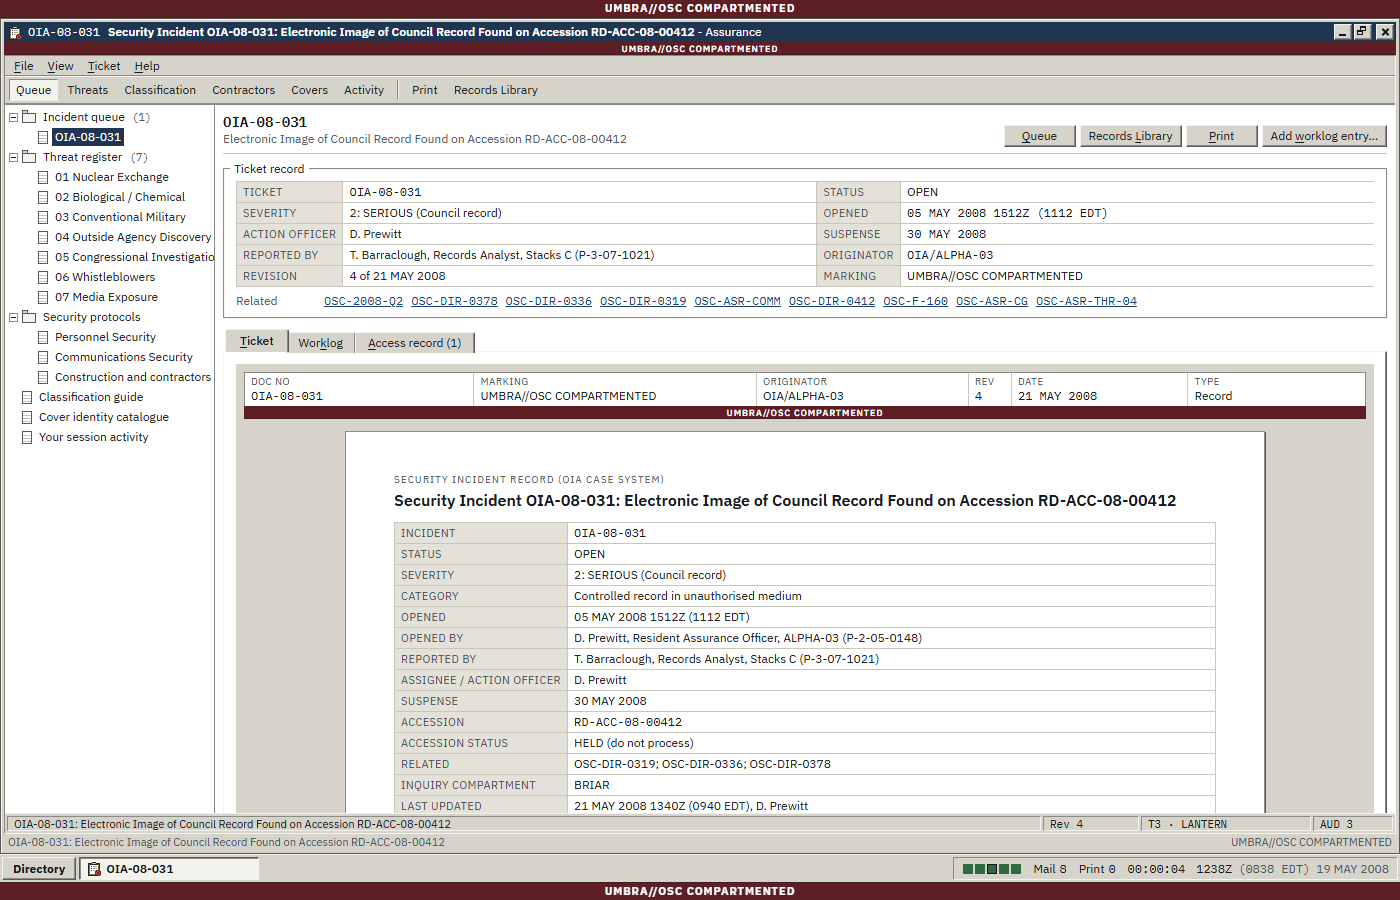 UMBRA//OSC COMPARTMENTED
OIA-08-031 Security Incident OIA-08-031: Electronic Image of Council Record Found on Accession RD-ACC-08-00412 - Assurance
UMBRA//OSC COMPARTMENTED
File View Ticket Help
Queue Threats Classification Contractors Covers Activity Print Records Library
Incident queue (1)
OIA-08-031
Threat register (7)
01 Nuclear Exchange
02 Biological / Chemical
03 Conventional Military
04 Outside Agency Discovery
05 Congressional Investigatio
06 Whistleblowers
07 Media Exposure
Security protocols
Personnel Security
Communications Security
Construction and contractors
Classification guide
Cover identity catalogue
Your session activity
OIA-08-031
Electronic Image of Council Record Found on Accession RD-ACC-08-00412
Queue Records Library Print Add worklog entry...
Ticket record
TICKET OIA-08-031 STATUS OPEN
SEVERITY 2: SERIOUS (Council record) OPENED 05 MAY 2008 1512Z (1112 EDT)
ACTION OFFICER D. Prewitt SUSPENSE 30 MAY 2008
REPORTED BY T. Barraclough, Records Analyst, Stacks C (P-3-07-1021) ORIGINATOR OIA/ALPHA-03
REVISION 4 of 21 MAY 2008 MARKING UMBRA//OSC COMPARTMENTED
Related OSC-2008-Q2 OSC-DIR-0378 OSC-DIR-0336 OSC-DIR-0319 OSC-ASR-COMM OSC-DIR-0412 OSC-F-160 OSC-ASR-CG OSC-ASR-THR-04
Ticket Worklog Access record (1)
DOC NO MARKING ORIGINATOR REV DATE TYPE
OIA-08-031 UMBRA//OSC COMPARTMENTED OIA/ALPHA-03 4 21 MAY 2008 Record
UMBRA//OSC COMPARTMENTED
SECURITY INCIDENT RECORD (OIA CASE SYSTEM)
Security Incident OIA-08-031: Electronic Image of Council Record Found on Accession RD-ACC-08-00412
INCIDENT OIA-08-031
STATUS OPEN
SEVERITY 2: SERIOUS (Council record)
CATEGORY Controlled record in unauthorised medium
OPENED 05 MAY 2008 1512Z (1112 EDT)
OPENED BY D. Prewitt, Resident Assurance Officer, ALPHA-03 (P-2-05-0148)
REPORTED BY T. Barraclough, Records Analyst, Stacks C (P-3-07-1021)
ASSIGNEE / ACTION OFFICER D. Prewitt
SUSPENSE 30 MAY 2008
ACCESSION RD-ACC-08-00412
ACCESSION STATUS HELD (do not process)
RELATED OSC-DIR-0319; OSC-DIR-0336; OSC-DIR-0378
INQUIRY COMPARTMENT BRIAR
LAST UPDATED 21 MAY 2008 1340Z (0940 EDT), D. Prewitt
OIA-08-031: Electronic Image of Council Record Found on Accession RD-ACC-08-00412 Rev 4 T3 · LANTERN AUD 3
OIA-08-031: Electronic Image of Council Record Found on Accession RD-ACC-08-00412 UMBRA//OSC COMPARTMENTED
Directory OIA-08-031 Mail 8 Print 0 00:00:04 1238Z (0838 EDT) 19 MAY 2008
UMBRA//OSC COMPARTMENTED